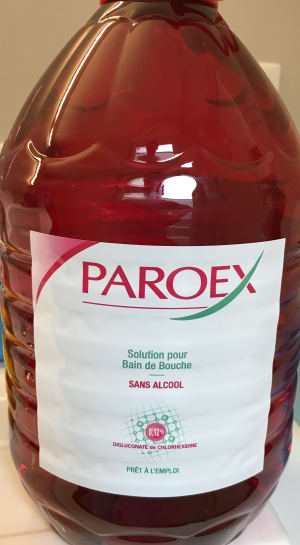 PAROEX
Solution pour
Bain de Bouche
SANS ALCOOL
0,12%
DIGLUCONATE de CHLORHEXIDINE
PRÊT À L'EMPLOI